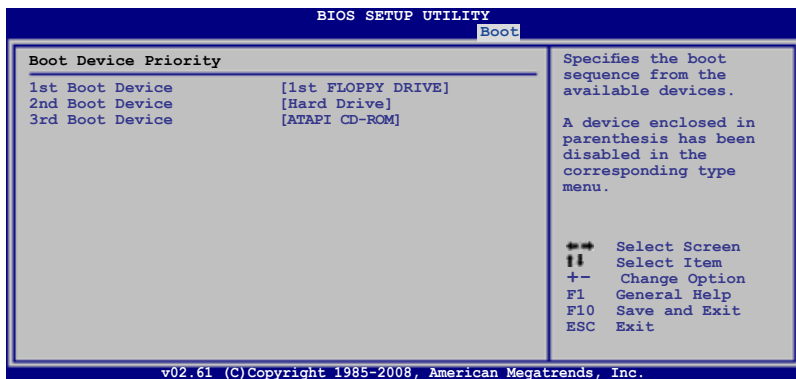 BIOS SETUP UTILITY
Boot
Boot Device Priority
1st Boot Device [1st FLOPPY DRIVE]
2nd Boot Device [Hard Drive]
3rd Boot Device [ATAPI CD-ROM]
Specifies the boot
sequence from the
available devices.
A device enclosed in
parenthesis has been
disabled in the
corresponding type
menu.
←→ Select Screen
↑↓ Select Item
+- Change Option
F1 General Help
F10 Save and Exit
ESC Exit
v02.61 (C)Copyright 1985-2008, American Megatrends, Inc.